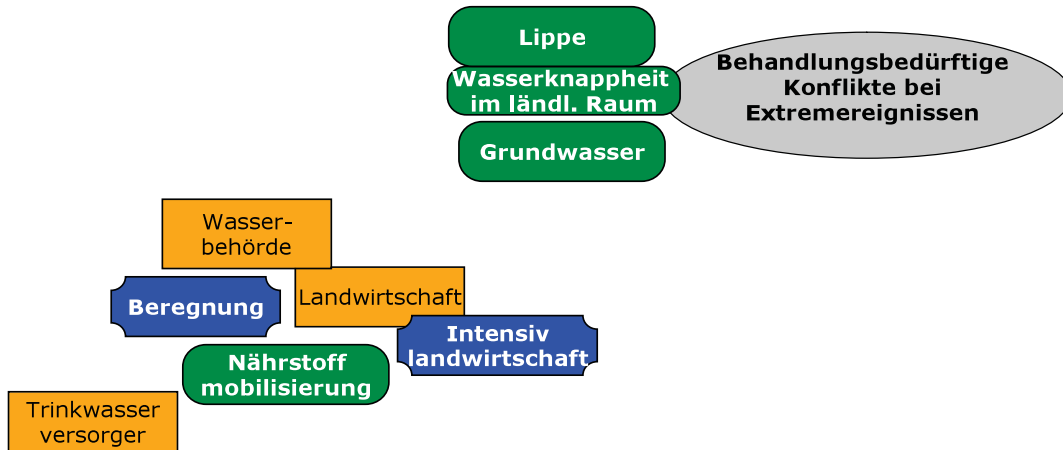 Lippe
Wasserknappheit
im ländl. Raum
Grundwasser
Behandlungsbedürftige
Konflikte bei
Extremereignissen
Wasser-
behörde
Landwirtschaft
Beregnung
Intensiv
landwirtschaft
Nährstoff
mobilisierung
Trinkwasser
versorger